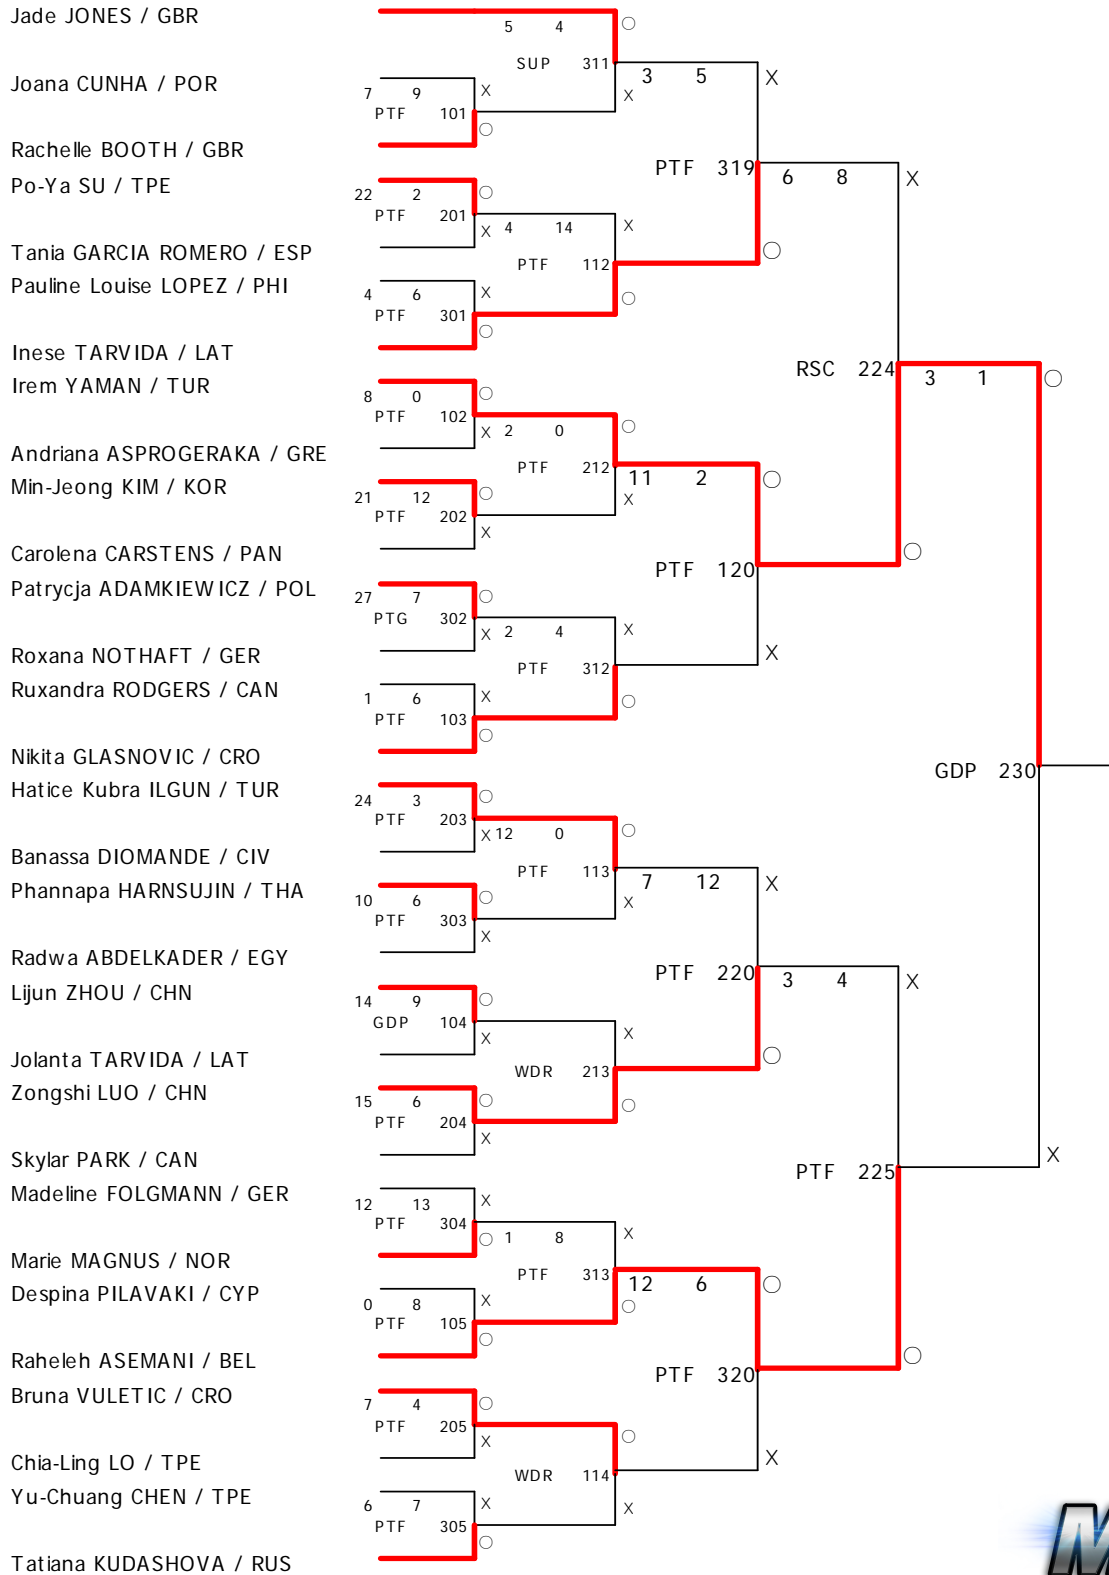 Jade JONES / GBR
5 4
SUP 311
3 5
X
Joana CUNHA / POR
7 9
X
X
PTF 101
Rachelle BOOTH / GBR
PTF 319
6 8
X
Po-Ya SU / TPE
22 2
PTF 201
X
4 14
X
Tania GARCIA ROMERO / ESP
PTF 112
Pauline Louise LOPEZ / PHI
4 6
X
PTF 301
Inese TARVIDA / LAT
RSC 224
3 1
Irem YAMAN / TUR
8 0
PTF 102
X
2 0
Andriana ASPROGERAKA / GRE
PTF 212
11 2
Min-Jeong KIM / KOR
21 12
X
PTF 202
X
Carolena CARSTENS / PAN
PTF 120
Patrycja ADAMKIEWICZ / POL
27 7
PTG 302
X
2 4
X
Roxana NOTHAFT / GER
X
PTF 312
Ruxandra RODGERS / CAN
1 6
X
PTF 103
Nikita GLASNOVIC / CRO
GDP 230
Hatice Kubra ILGUN / TUR
24 3
PTF 203
X
12 0
Banassa DIOMANDE / CIV
PTF 113
7 12
X
Phannapa HARNSUJIN / THA
10 6
X
PTF 303
X
Radwa ABDELKADER / EGY
PTF 220
3 4
X
Lijun ZHOU / CHN
14 9
GDP 104
X
X
Jolanta TARVIDA / LAT
WDR 213
Zongshi LUO / CHN
15 6
PTF 204
X
X
Skylar PARK / CAN
PTF 225
Madeline FOLGMANN / GER
12 13
X
PTF 304
1 8
X
Marie MAGNUS / NOR
PTF 313
12 6
Despina PILAVAKI / CYP
0 8
X
PTF 105
Raheleh ASEMANI / BEL
PTF 320
Bruna VULETIC / CRO
7 4
PTF 205
X
X
Chia-Ling LO / TPE
WDR 114
Yu-Chuang CHEN / TPE
6 7
X
X
PTF 305
Tatiana KUDASHOVA / RUS
M